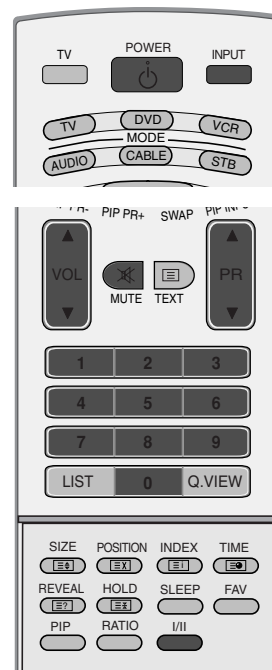 TV POWER INPUT
TV DVD VCR
MODE
AUDIO CABLE STB
PIP PR+ SWAP
VOL PR
MUTE TEXT
1 2 3
4 5 6
7 8 9
LIST 0 Q.VIEW
SIZE POSITION INDEX TIME
REVEAL HOLD SLEEP FAV
PIP RATIO I/II